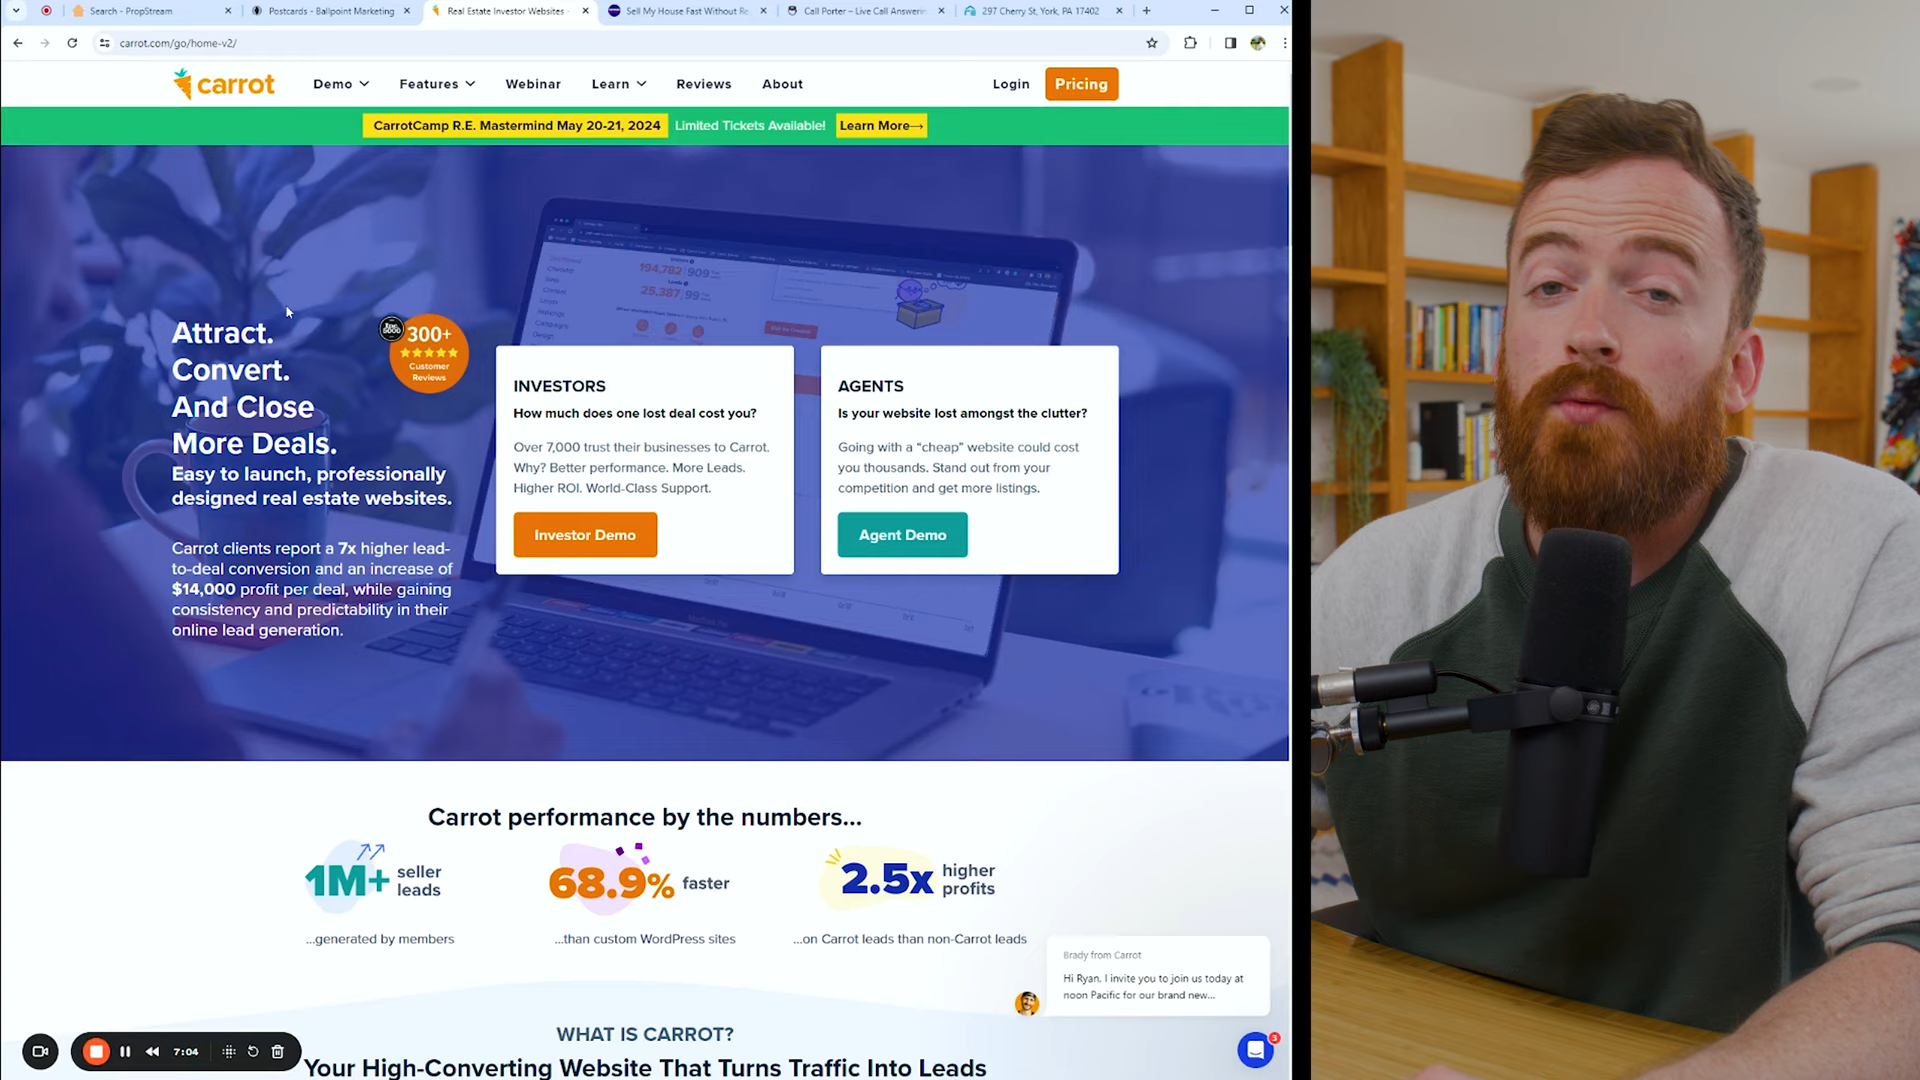 Search - PropStream
Postcards - Ballpoint Marketing
Real Estate Investor Websites -
Sell My House Fast Without Re
Call Porter – Live Call Answerin
297 Cherry St, York, PA 17402
carrot.com/go/home-v2/
carrot
Demo
Features
Webinar
Learn
Reviews
About
Login
Pricing
CarrotCamp R.E. Mastermind May 20-21, 2024
Limited Tickets Available!
Learn More→
Attract.
Convert.
And Close
More Deals.
300+
Customer
Reviews
Easy to launch, professionally
designed real estate websites.
Carrot clients report a 7x higher lead-
to-deal conversion and an increase of
$14,000 profit per deal, while gaining
consistency and predictability in their
online lead generation.
194,782 909
25,387 99
INVESTORS
How much does one lost deal cost you?
Over 7,000 trust their businesses to Carrot.
Why? Better performance. More Leads.
Higher ROI. World-Class Support.
Investor Demo
AGENTS
Is your website lost amongst the clutter?
Going with a “cheap” website could cost
you thousands. Stand out from your
competition and get more listings.
Agent Demo
Carrot performance by the numbers...
1M+ seller
leads
...generated by members
68.9% faster
...than custom WordPress sites
2.5x higher
profits
...on Carrot leads than non-Carrot leads
Brady from Carrot
Hi Ryan. I invite you to join us today at
noon Pacific for our brand new...
3
WHAT IS CARROT?
Your High-Converting Website That Turns Traffic Into Leads
7:04